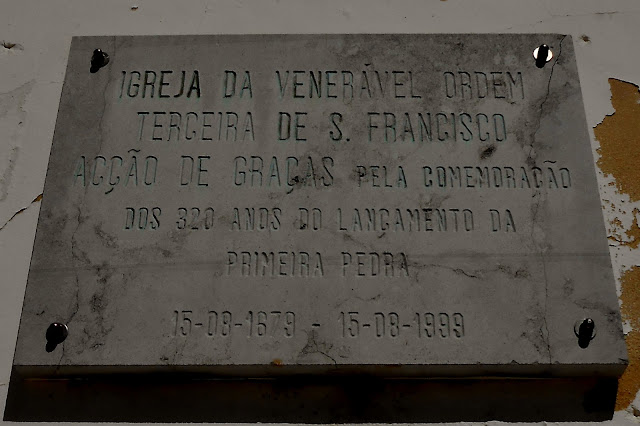 IGREJA DA VENERÁVEL ORDEM
TERCEIRA DE S. FRANCISCO
ACÇÃO DE GRAÇAS PELA COMEMORAÇÃO
DOS 320 ANOS DO LANÇAMENTO DA
PRIMEIRA PEDRA
15-08-1679 - 15-08-1999